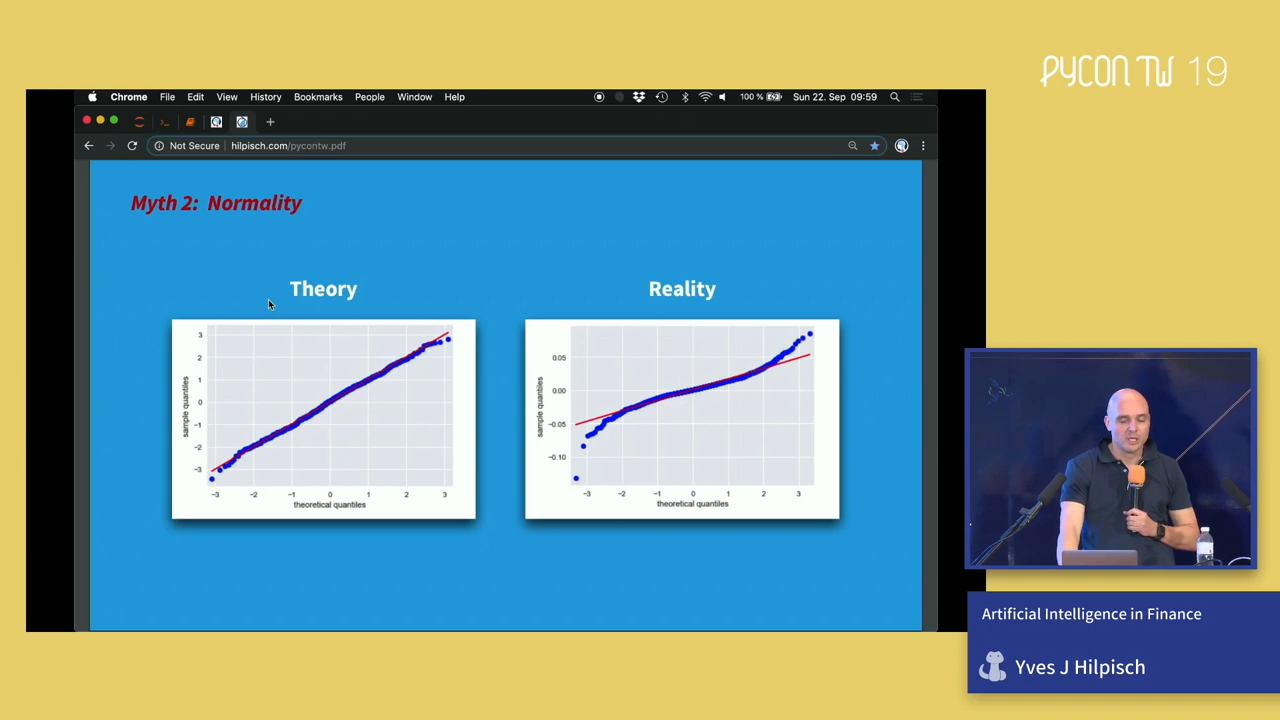 PYCON TW 19
Chrome File Edit View History Bookmarks People Window Help 100 % Sun 22. Sep 09:59
Not Secure hilpisch.com/pycontw.pdf
Myth 2: Normality
Theory
Reality
sample quantiles
3
2
1
0
−1
−2
−3
−3 −2 −1 0 1 2 3
theoretical quantiles
sample quantiles
0.05
0.00
−0.05
−0.10
−3 −2 −1 0 1 2 3
theoretical quantiles
Artificial Intelligence in Finance
Yves J Hilpisch